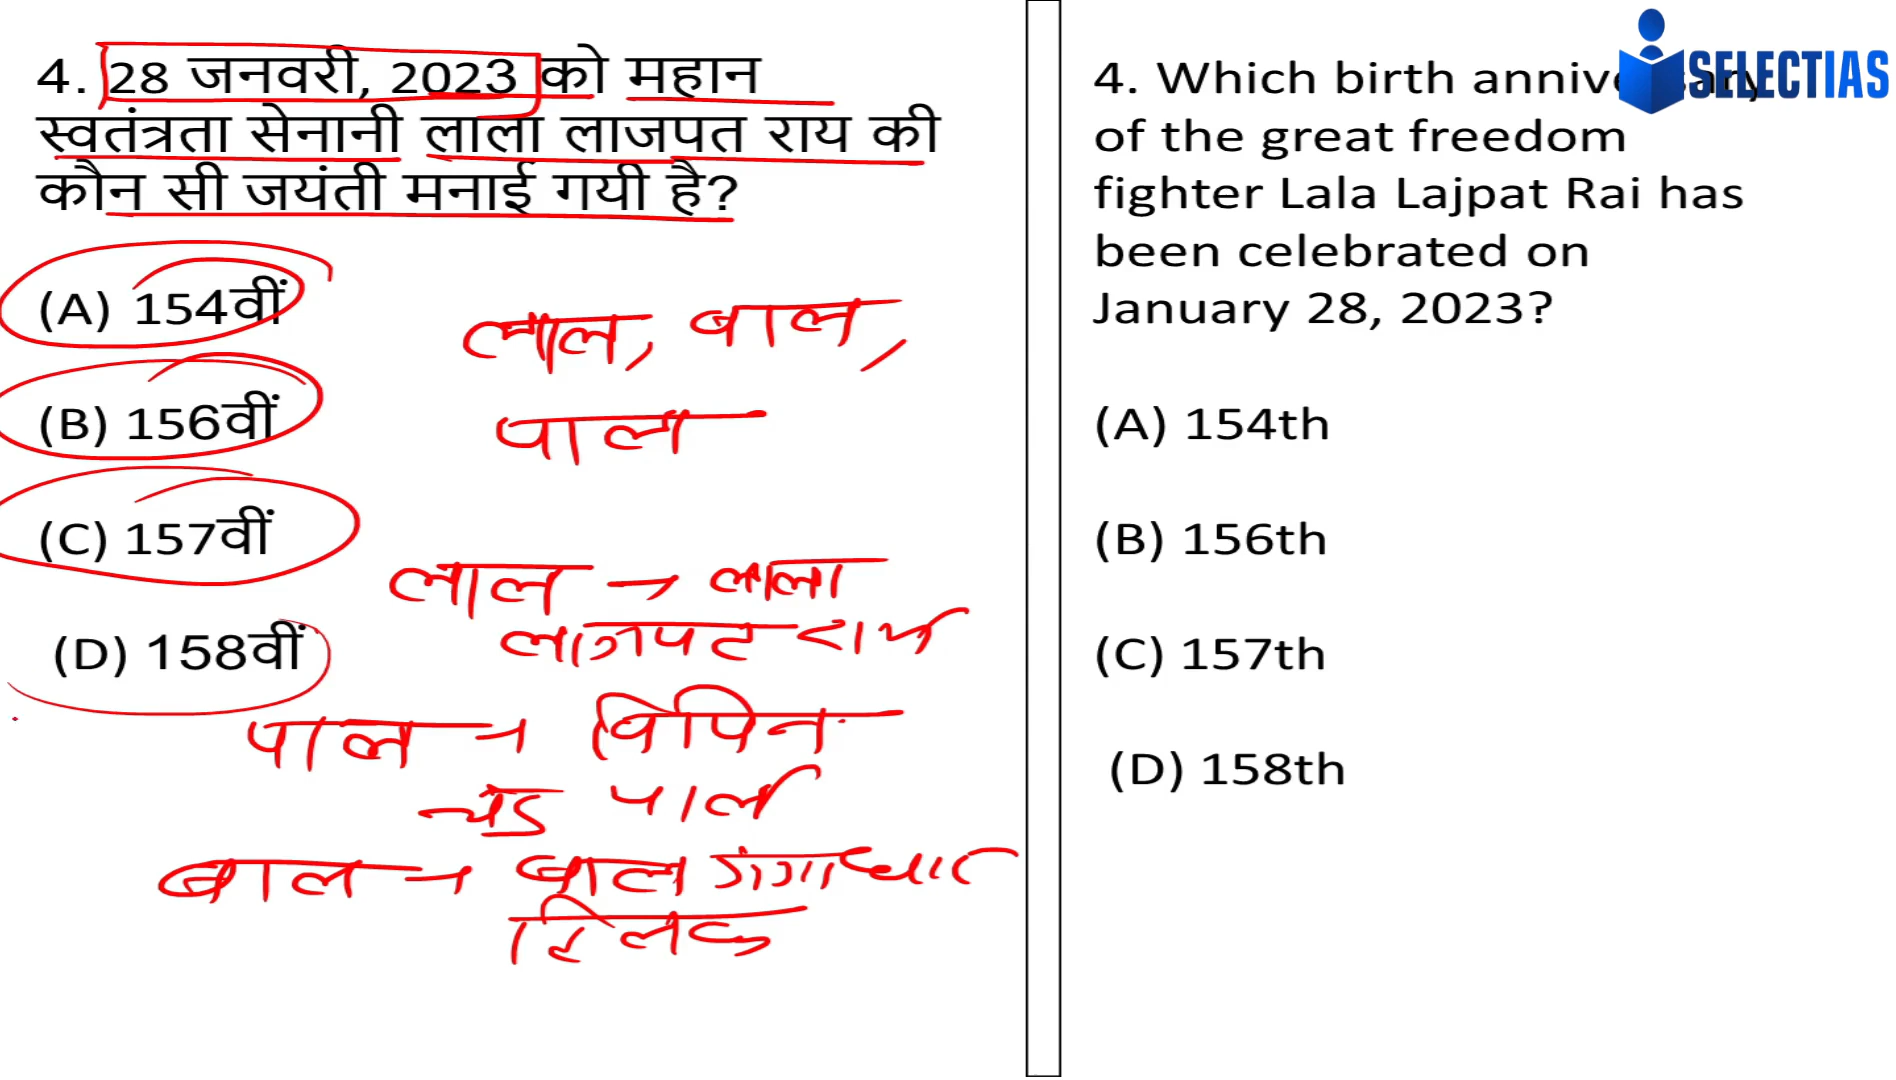 4. 28 जनवरी, 2023 को महान
स्वतंत्रता सेनानी लाला लाजपत राय की
कौन सी जयंती मनाई गयी है?
(A) 154वीं
(B) 156वीं
(C) 157वीं
(D) 158वीं
लाल, बाल,
पाल
लाल → लाला
लाजपट राय
पाल → विपिन
चंड पाल
बाल → बाल गंगाधार
तिलक
4. Which birth anniversary
of the great freedom
fighter Lala Lajpat Rai has
been celebrated on
January 28, 2023?
(A) 154th
(B) 156th
(C) 157th
(D) 158th
SELECTIAS